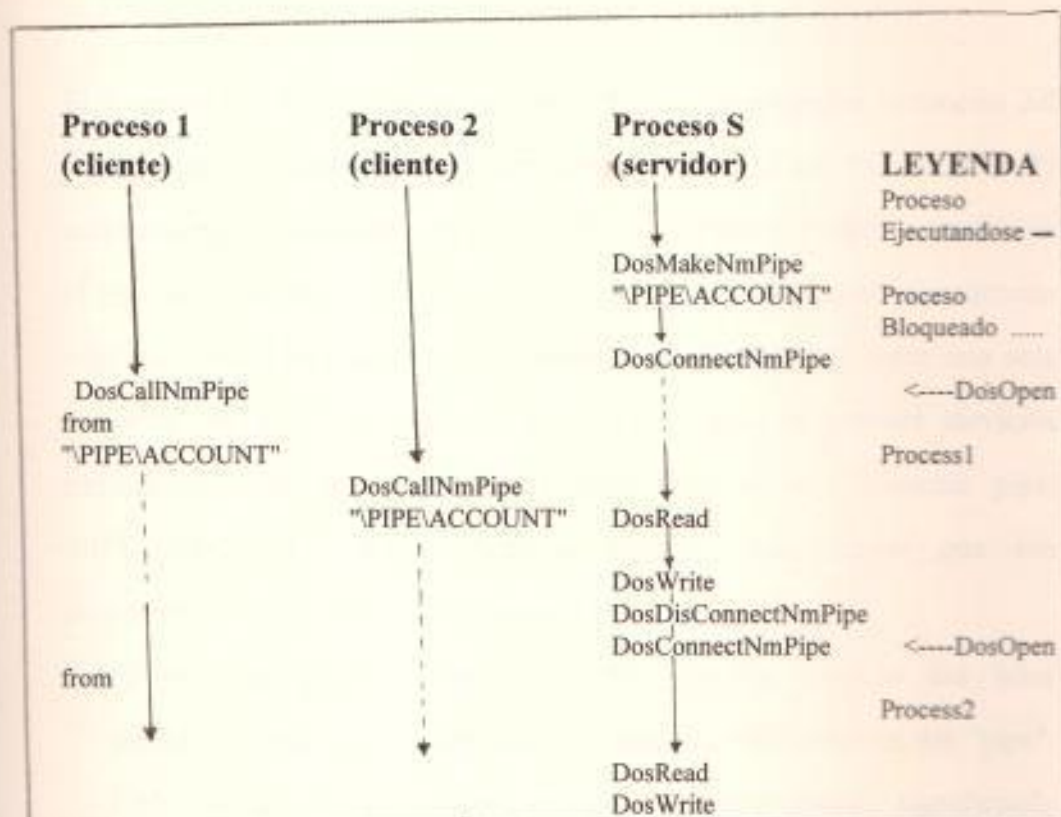 Proceso 1
(cliente)
Proceso 2
(cliente)
Proceso S
(servidor)
LEYENDA
Proceso
Ejecutandose —
Proceso
Bloqueado .....
DosMakeNmPipe
"\PIPE\ACCOUNT"
DosConnectNmPipe
<----DosOpen
Process1
DosCallNmPipe
from
"\PIPE\ACCOUNT"
DosCallNmPipe
"\PIPE\ACCOUNT"
DosRead
DosWrite
DosDisConnectNmPipe
DosConnectNmPipe
<----DosOpen
from
Process2
DosRead
DosWrite